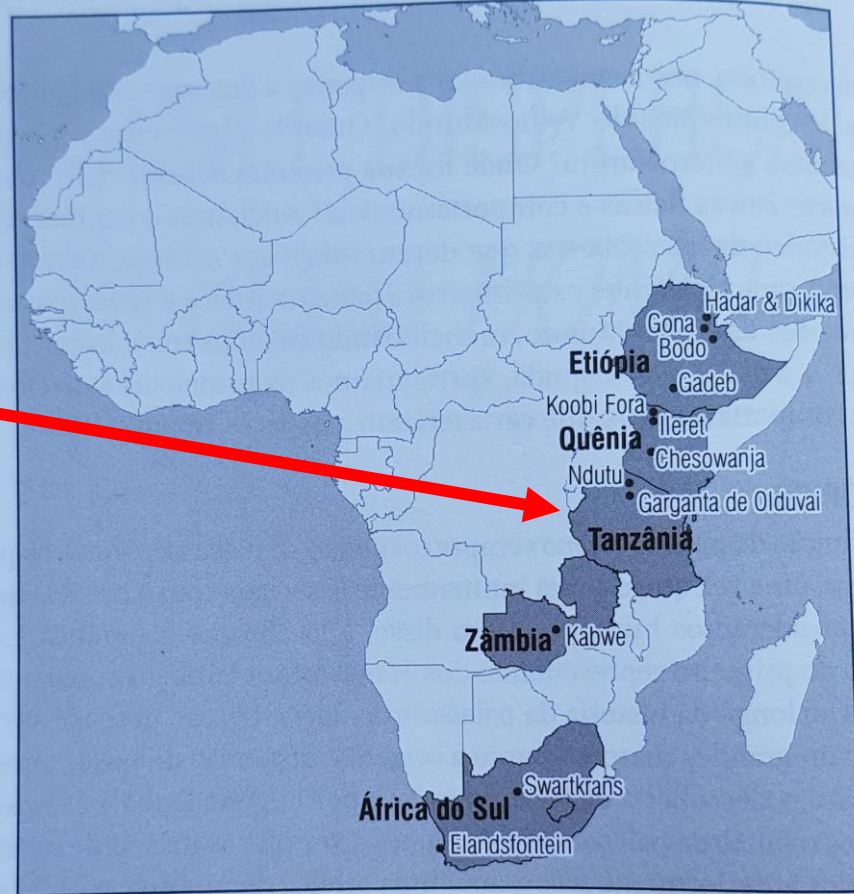 Hadar & Dikika
Gona
Bodo
Etiópia
Gadeb
Koobi Fora
Ileret
Quênia
Chesowanja
Ndutu
Garganta de Olduvai
Tanzânia
Zâmbia
Kabwe
Swartkrans
África do Sul
Elandsfontein